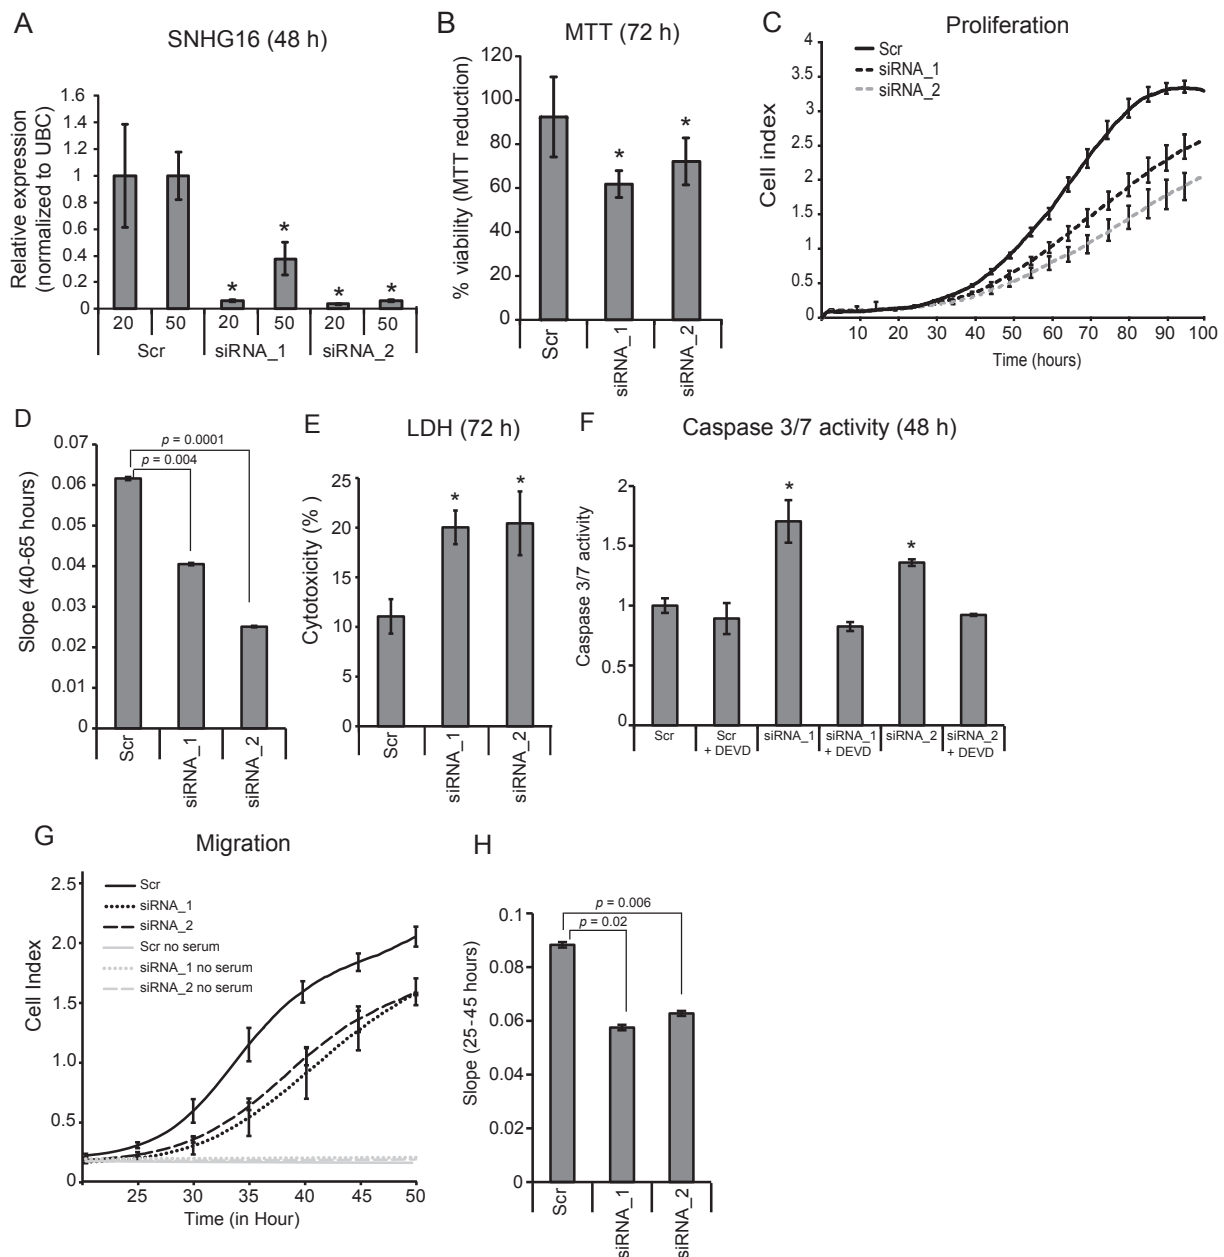 A
SNHG16 (48 h)
Relative expression
(normalized to UBC)
1.6
1.4
1.2
1
0.8
0.6
0.4
0.2
0
* * * *
20 50 20 50 20 50
Scr siRNA_1 siRNA_2
B
MTT (72 h)
% viability (MTT reduction)
120
100
80
60
40
20
0
* *
Scr siRNA_1 siRNA_2
C
Proliferation
Scr
siRNA_1
siRNA_2
Cell index
4
3.5
3
2.5
2
1.5
1
0.5
0
10 20 30 40 50 60 70 80 90 100
Time (hours)
D
p = 0.0001
p = 0.004
Slope (40-65 hours)
0.07
0.06
0.05
0.04
0.03
0.02
0.01
0
Scr siRNA_1 siRNA_2
E
LDH (72 h)
Cytotoxicity (% )
25
20
15
10
5
0
* *
Scr siRNA_1 siRNA_2
F
Caspase 3/7 activity (48 h)
Caspase 3/7 activity
2
1.5
1
0.5
0
* *
Scr Scr siRNA_1 siRNA_1 siRNA_2 siRNA_2
+ DEVD + DEVD + DEVD
G
Migration
Scr
siRNA_1
siRNA_2
Scr no serum
siRNA_1 no serum
siRNA_2 no serum
Cell Index
2.5
2.0
1.5
1.0
0.5
0
25 30 35 40 45 50
Time (in Hour)
H
p = 0.006
p = 0.02
Slope (25-45 hours)
0.1
0.08
0.06
0.04
0.02
0
Scr siRNA_1 siRNA_2